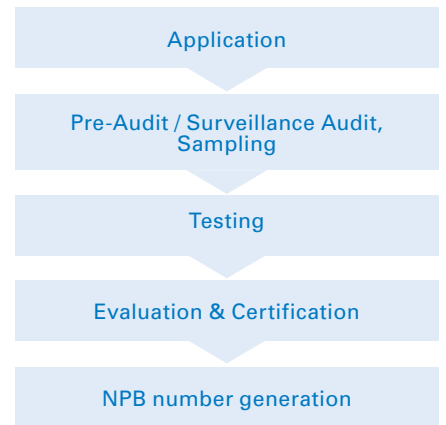 Application
Pre-Audit / Surveillance Audit,
Sampling
Testing
Evaluation & Certification
NPB number generation